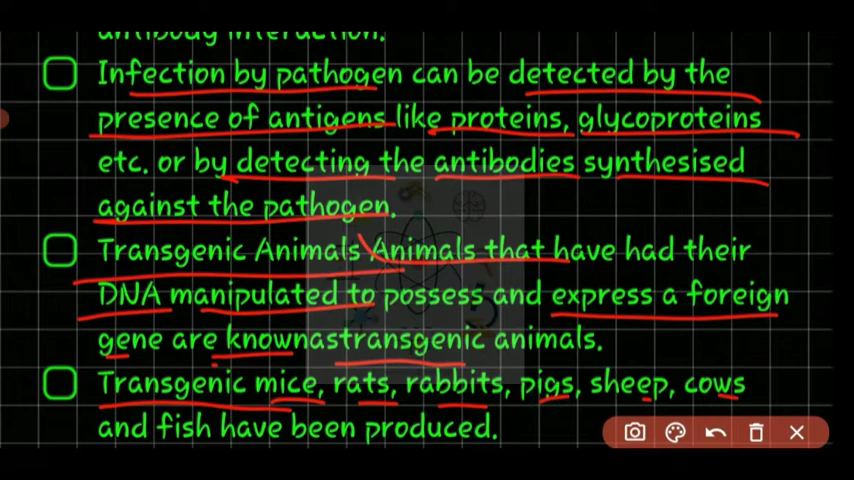 antibody interaction.
Infection by pathogen can be detected by the
presence of antigens like proteins, glycoproteins
etc. or by detecting the antibodies synthesised
against the pathogen.
Transgenic Animals Animals that have had their
DNA manipulated to possess and express a foreign
gene are knownastransgenic animals.
Transgenic mice, rats, rabbits, pigs, sheep, cows
and fish have been produced.